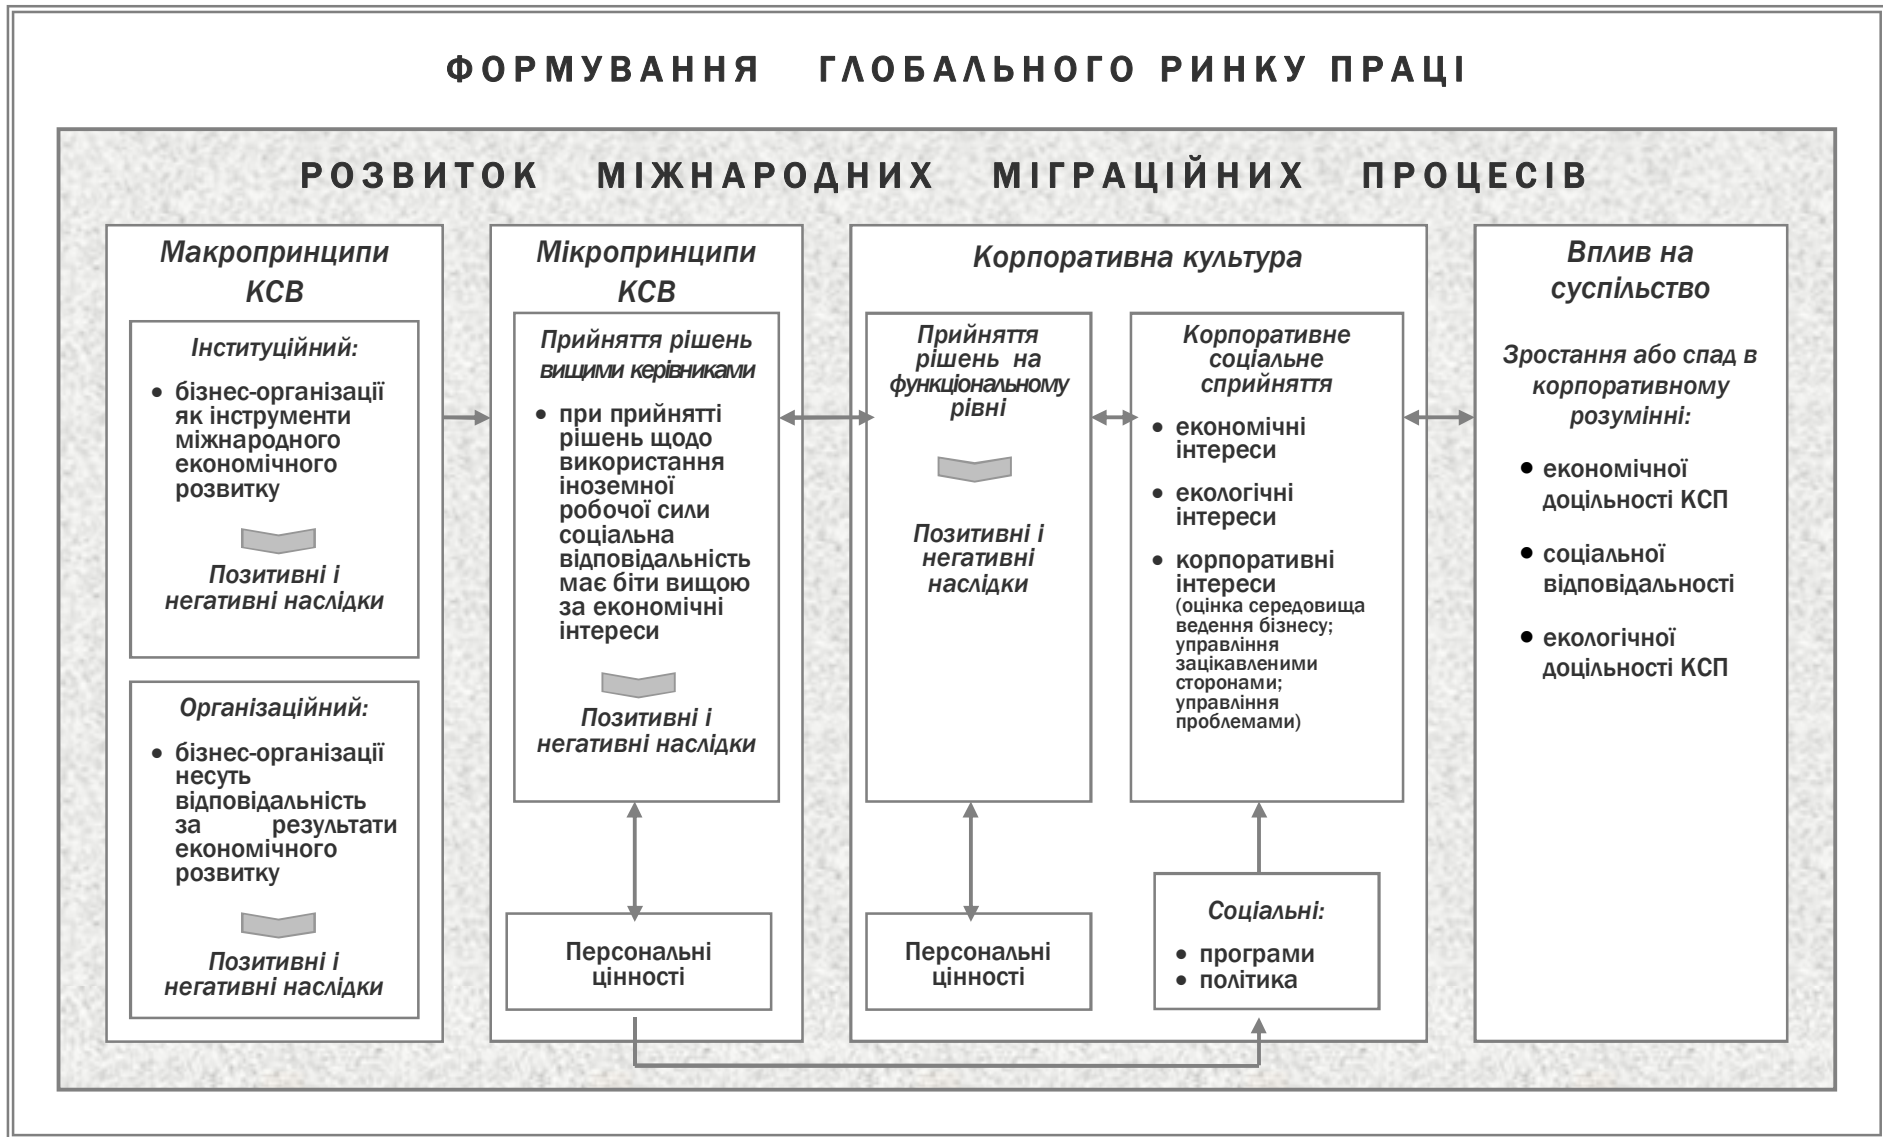 ФОРМУВАННЯ ГЛОБАЛЬНОГО РИНКУ ПРАЦІ
РОЗВИТОК МІЖНАРОДНИХ МІГРАЦІЙНИХ ПРОЦЕСІВ
Макропринципи
КСВ
Інституційний:
• бізнес-організації
як інструменти
міжнародного
економічного
розвитку
Позитивні і
негативні наслідки
Організаційний:
• бізнес-організації
несуть
відповідальність
за результати
економічного
розвитку
Позитивні і
негативні наслідки
Мікропринципи
КСВ
Прийняття рішень
вищими керівниками
• при прийнятті
рішень щодо
використання
іноземної
робочої сили
соціальна
відповідальність
має біти вищою
за економічні
інтереси
Позитивні і
негативні наслідки
Персональні
цінності
Корпоративна культура
Прийняття
рішень на
функціональному
рівні
Позитивні і
негативні
наслідки
Персональні
цінності
Корпоративне
соціальне
сприйняття
• економічні
інтереси
• екологічні
інтереси
• корпоративні
інтереси
(оцінка середовища
ведення бізнесу;
управління
зацікавленими
сторонами;
управління
проблемами)
Соціальні:
• програми
• політика
Вплив на
суспільство
Зростання або спад в
корпоративному
розумінні:
• економічної
доцільності КСП
• соціальної
відповідальності
• екологічної
доцільності КСП